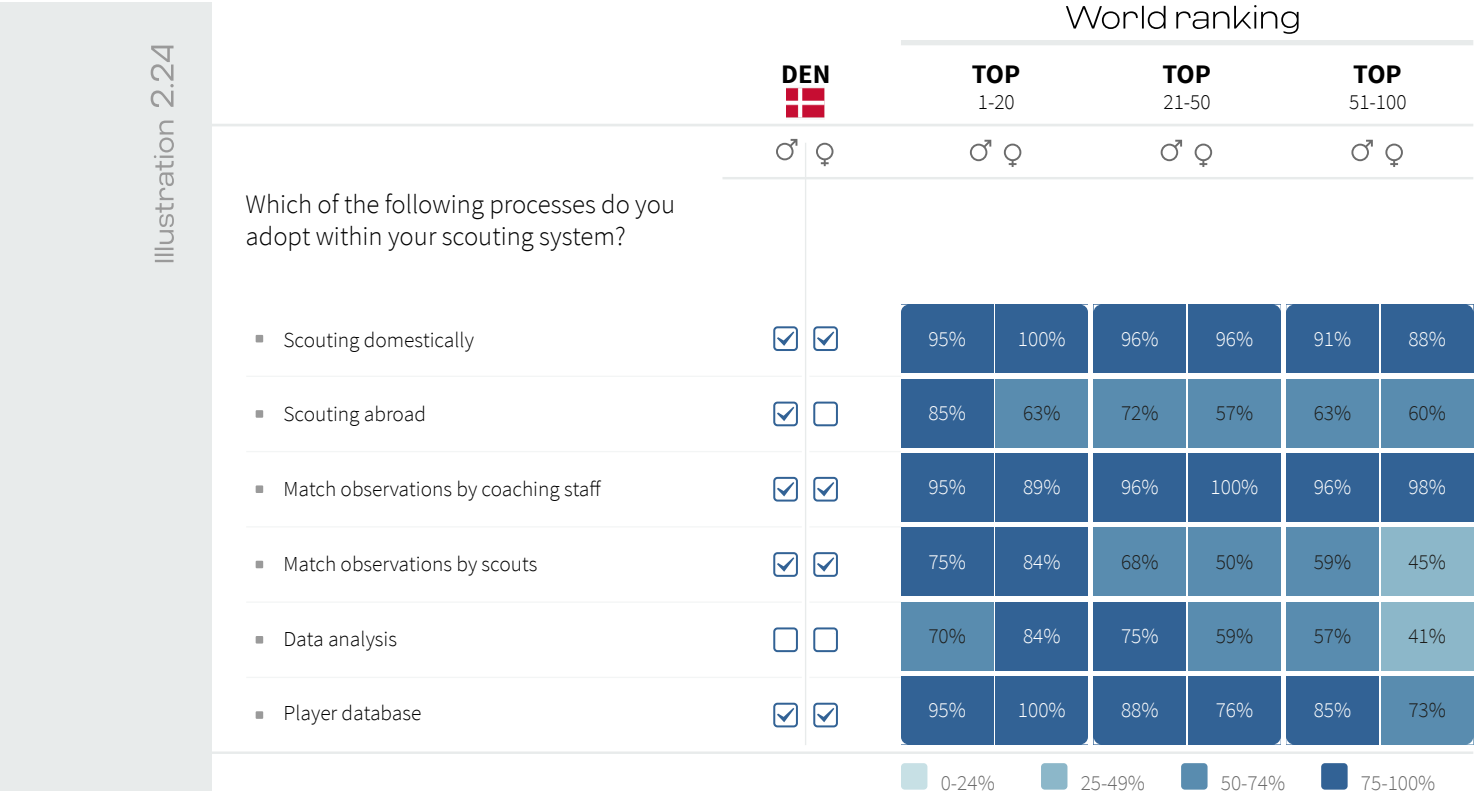 Illustration 2.24
World ranking
DEN TOP TOP TOP
1-20 21-50 51-100
♂ ♀ ♂ ♀ ♂ ♀ ♂ ♀
Which of the following processes do you
adopt within your scouting system?
Scouting domestically 95% 100% 96% 96% 91% 88%
Scouting abroad 85% 63% 72% 57% 63% 60%
Match observations by coaching staff 95% 89% 96% 100% 96% 98%
Match observations by scouts 75% 84% 68% 50% 59% 45%
Data analysis 70% 84% 75% 59% 57% 41%
Player database 95% 100% 88% 76% 85% 73%
0-24% 25-49% 50-74% 75-100%